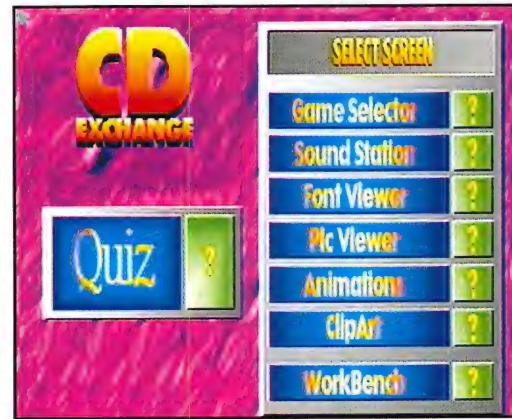 CD
EXCHANGE
Quiz ?
SELECT SCREEN
Game Selector ?
Sound Station ?
Font Viewer ?
Pic Viewer ?
Animations ?
ClipArt ?
WorkBench ?